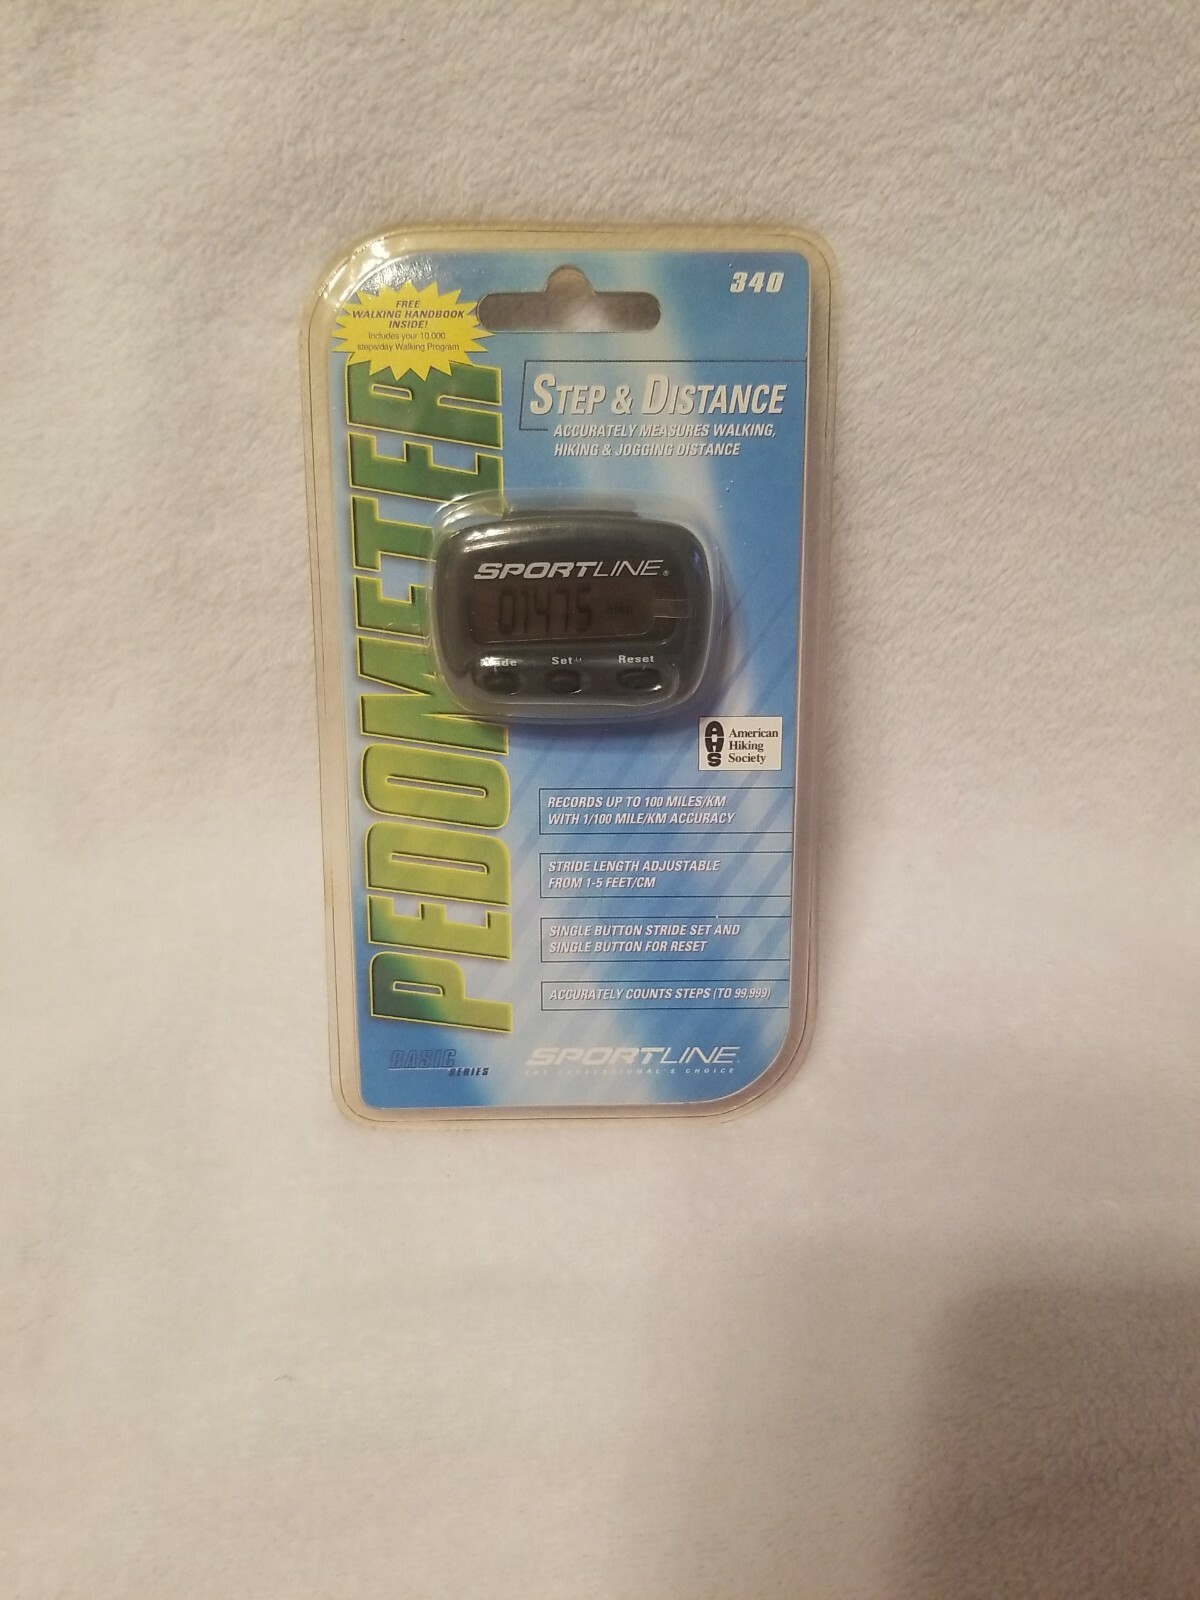 340
FREE
WALKING HANDBOOK
INSIDE!
Includes your 10,000
steps/day Walking Program
PEDOMETER
STEP & DISTANCE
ACCURATELY MEASURES WALKING,
HIKING & JOGGING DISTANCE
SPORTLINE®
01475
Set Reset
American
Hiking
Society
RECORDS UP TO 100 MILES/KM
WITH 1/100 MILE/KM ACCURACY
STRIDE LENGTH ADJUSTABLE
FROM 1-5 FEET/CM
SINGLE BUTTON STRIDE SET AND
SINGLE BUTTON FOR RESET
ACCURATELY COUNTS STEPS (TO 99,999)
BASIC
SERIES
SPORTLINE
THE PROFESSIONAL'S CHOICE